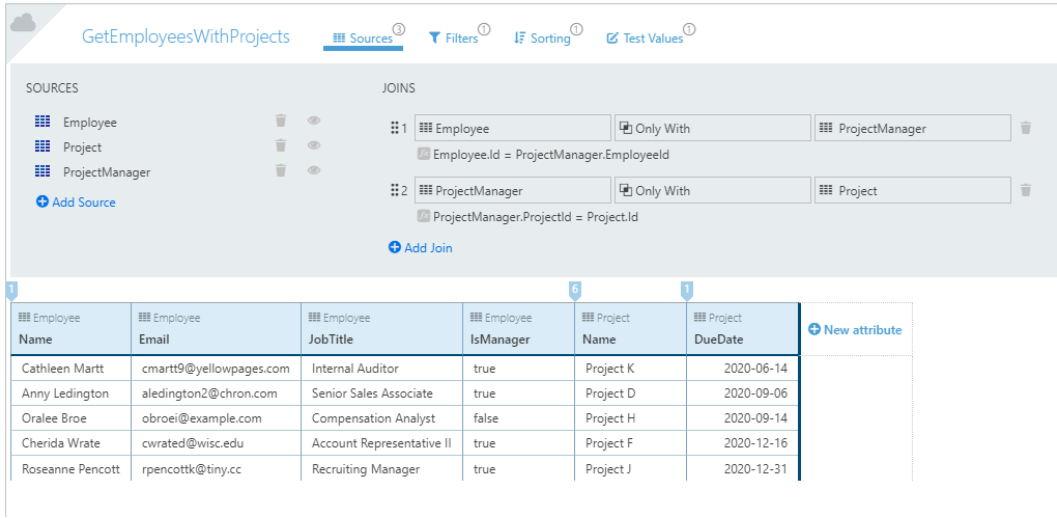 GetEmployeesWithProjects Sources 3 Filters 1 Sorting 1 Test Values 1
SOURCES
Employee
Project
ProjectManager
Add Source
JOINS
1 Employee Only With ProjectManager
fx Employee.Id = ProjectManager.EmployeeId
2 ProjectManager Only With Project
fx ProjectManager.ProjectId = Project.Id
Add Join
1 6 1
Employee Employee Employee Employee Project Project
Name Email JobTitle IsManager Name DueDate
New attribute
Cathleen Martt cmartt9@yellowpages.com Internal Auditor true Project K 2020-06-14
Anny Ledington aledington2@chron.com Senior Sales Associate true Project D 2020-09-06
Oralee Broe obroei@example.com Compensation Analyst false Project H 2020-09-14
Cherida Wrate cwrated@wisc.edu Account Representative II true Project F 2020-12-16
Roseanne Pencott rpencottk@tiny.cc Recruiting Manager true Project J 2020-12-31